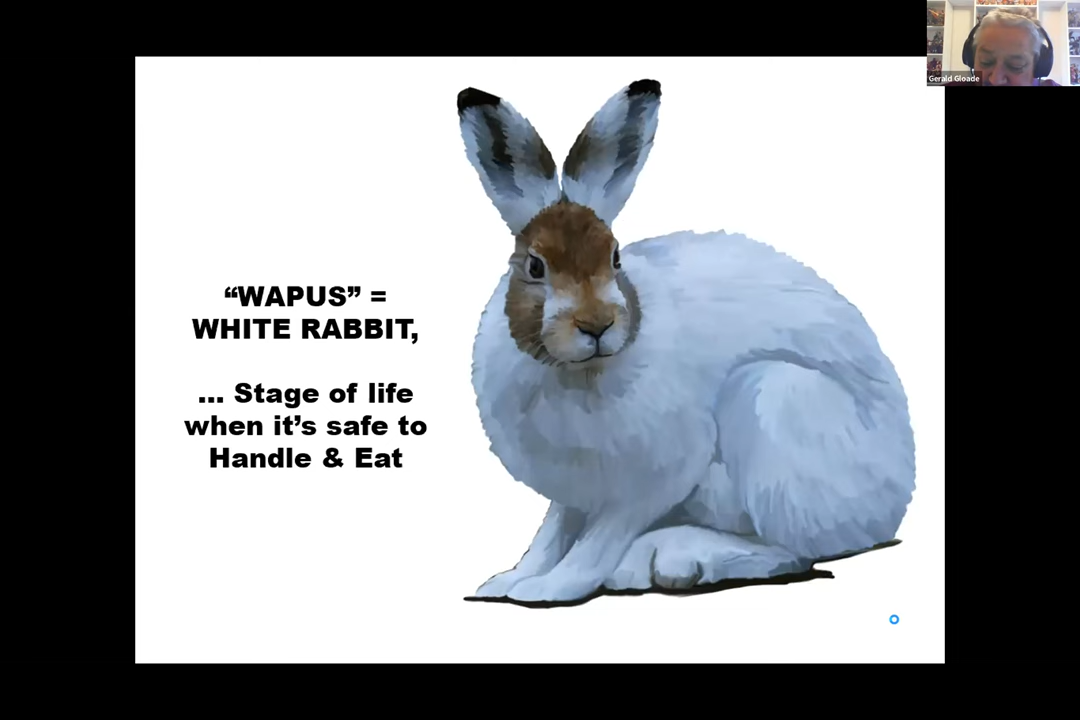 Gerald Gloade
“WAPUS” =
WHITE RABBIT,
... Stage of life
when it’s safe to
Handle & Eat